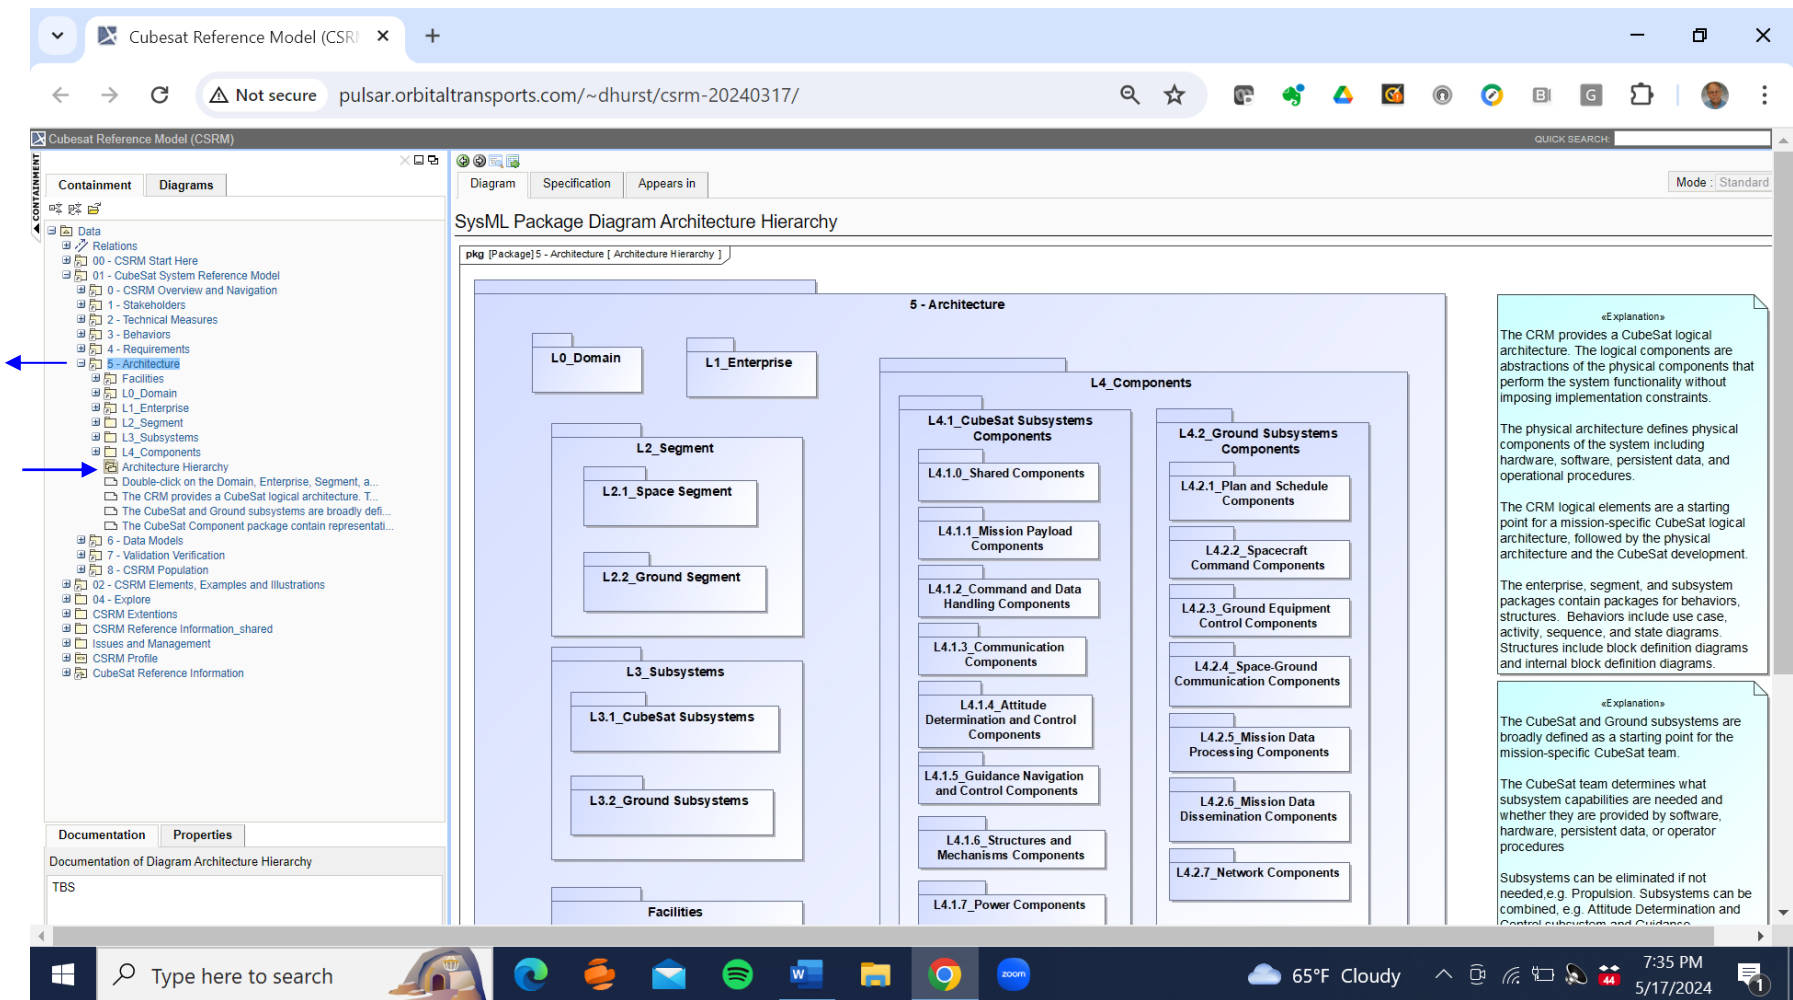 Cubesat Reference Model (CSR
Not secure
pulsar.orbitaltransports.com/~dhurst/csrm-20240317/
Cubesat Reference Model (CSRM)
QUICK SEARCH:
CONTAINMENT
Containment
Diagrams
Data
Relations
00 - CSRM Start Here
01 - CubeSat System Reference Model
0 - CSRM Overview and Navigation
1 - Stakeholders
2 - Technical Measures
3 - Behaviors
4 - Requirements
5 - Architecture
Facilities
L0_Domain
L1_Enterprise
L2_Segment
L3_Subsystems
L4_Components
Architecture Hierarchy
Double-click on the Domain, Enterprise, Segment, a...
The CRM provides a CubeSat logical architecture. T...
The CubeSat and Ground subsystems are broadly defi...
The CubeSat Component package contain representati...
6 - Data Models
7 - Validation Verification
8 - CSRM Population
02 - CSRM Elements, Examples and Illustrations
04 - Explore
CSRM Extentions
CSRM Reference Information_shared
Issues and Management
CSRM Profile
CubeSat Reference Information
Documentation
Properties
Documentation of Diagram Architecture Hierarchy
TBS
Diagram
Specification
Appears in
Mode : Standard
SysML Package Diagram Architecture Hierarchy
pkg [Package] 5 - Architecture [ Architecture Hierarchy ]
5 - Architecture
L0_Domain
L1_Enterprise
L2_Segment
L2.1_Space Segment
L2.2_Ground Segment
L3_Subsystems
L3.1_CubeSat Subsystems
L3.2_Ground Subsystems
Facilities
L4_Components
L4.1_CubeSat Subsystems
Components
L4.1.0_Shared Components
L4.1.1_Mission Payload
Components
L4.1.2_Command and Data
Handling Components
L4.1.3_Communication
Components
L4.1.4_Attitude
Determination and Control
Components
L4.1.5_Guidance Navigation
and Control Components
L4.1.6_Structures and
Mechanisms Components
L4.1.7_Power Components
L4.2_Ground Subsystems
Components
L4.2.1_Plan and Schedule
Components
L4.2.2_Spacecraft
Command Components
L4.2.3_Ground Equipment
Control Components
L4.2.4_Space-Ground
Communication Components
L4.2.5_Mission Data
Processing Components
L4.2.6_Mission Data
Dissemination Components
L4.2.7_Network Components
«Explanation»
The CRM provides a CubeSat logical
architecture. The logical components are
abstractions of the physical components that
perform the system functionality without
imposing implementation constraints.
The physical architecture defines physical
components of the system including
hardware, software, persistent data, and
operational procedures.
The CRM logical elements are a starting
point for a mission-specific CubeSat logical
architecture, followed by the physical
architecture and the CubeSat development.
The enterprise, segment, and subsystem
packages contain packages for behaviors,
structures. Behaviors include use case,
activity, sequence, and state diagrams.
Structures include block definition diagrams
and internal block definition diagrams.
«Explanation»
The CubeSat and Ground subsystems are
broadly defined as a starting point for the
mission-specific CubeSat team.
The CubeSat team determines what
subsystem capabilities are needed and
whether they are provided by software,
hardware, persistent data, or operator
procedures
Subsystems can be eliminated if not
needed,e.g. Propulsion. Subsystems can be
combined, e.g. Attitude Determination and
Control subsystem and Guidance
Type here to search
W
zoom
65°F Cloudy
44
7:35 PM
5/17/2024
1